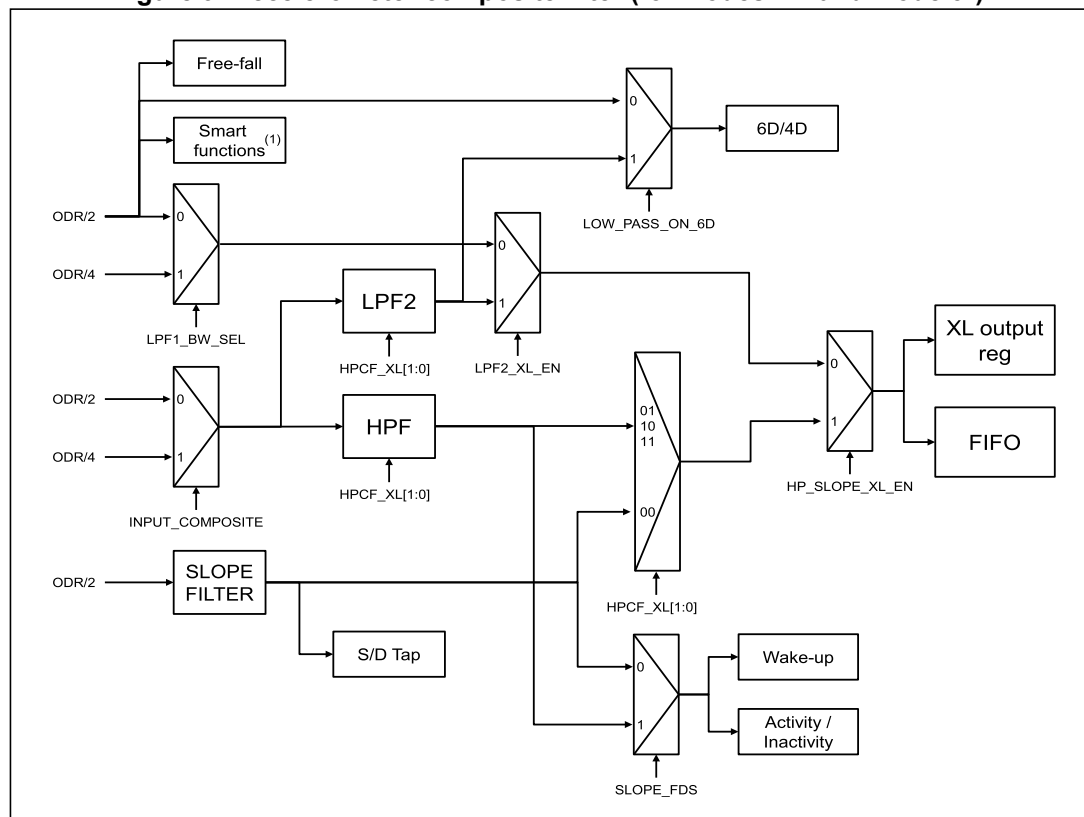 Free-fall
Smart
functions(1)
0
1
6D/4D
LOW_PASS_ON_6D
ODR/2
0
ODR/4
1
LPF1_BW_SEL
LPF2
HPCF_XL[1:0]
0
1
LPF2_XL_EN
XL output
reg
FIFO
0
1
HP_SLOPE_XL_EN
ODR/2
0
ODR/4
1
INPUT_COMPOSITE
HPF
HPCF_XL[1:0]
01
10
11
00
HPCF_XL[1:0]
ODR/2
SLOPE
FILTER
S/D Tap
0
1
SLOPE_FDS
Wake-up
Activity /
Inactivity